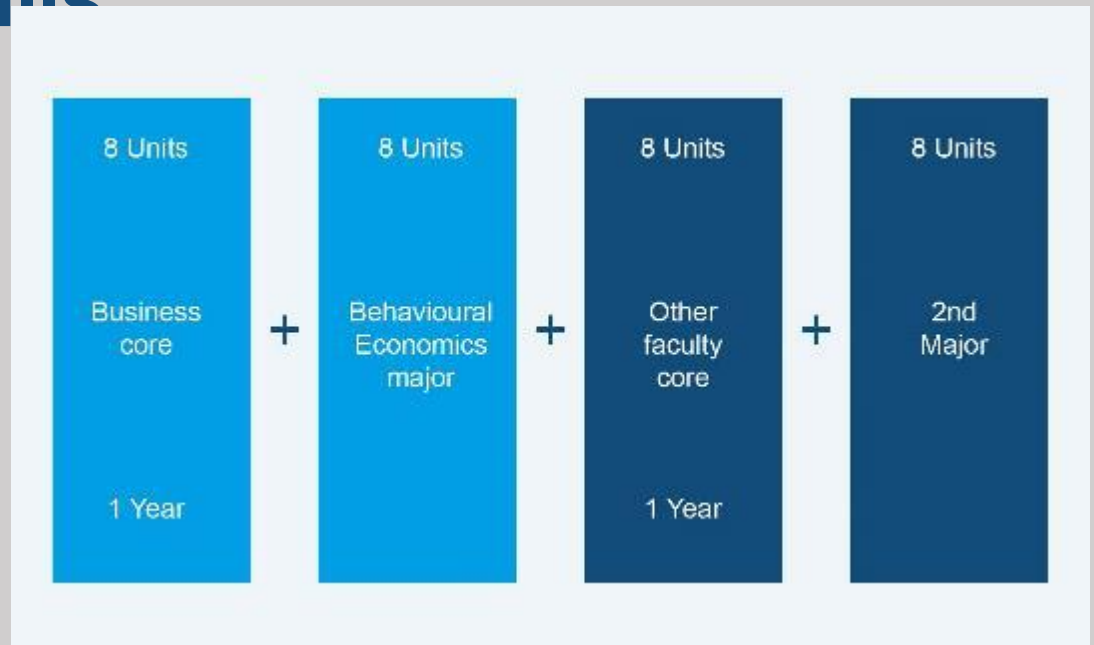 8 Units
Business
core
1 Year
+
8 Units
Behavioural
Economics
major
+
8 Units
Other
faculty
core
1 Year
+
8 Units
2nd
Major